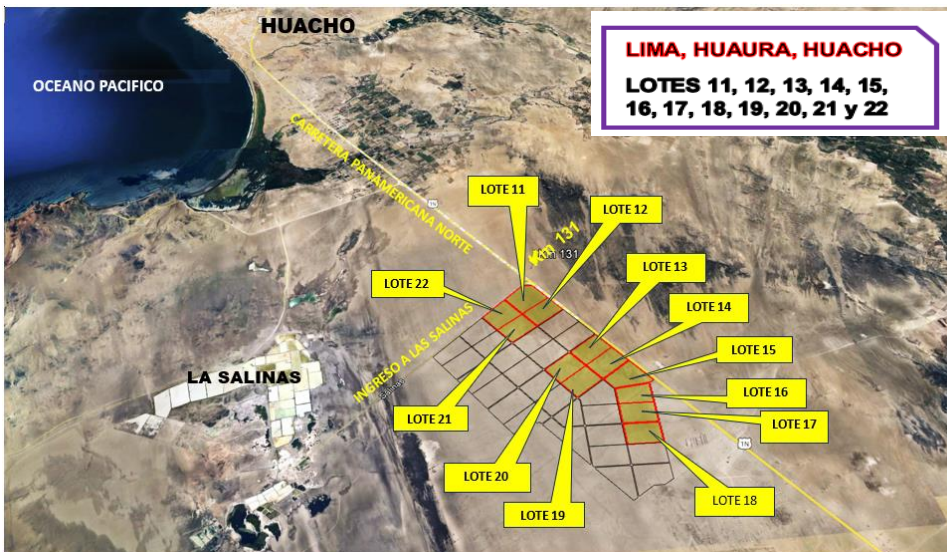 HUACHO
LIMA, HUAURA, HUACHO
LOTES 11, 12, 13, 14, 15,
16, 17, 18, 19, 20, 21 y 22
OCEANO PACIFICO
CARRETERA PANAMERICANA NORTE
1N
LOTE 11
LOTE 12
Km 131
LOTE 13
LOTE 22
LOTE 14
INGRESO A LAS SALINAS
LOTE 15
LA SALINAS
LOTE 16
LOTE 21
LOTE 17
1N
LOTE 20
LOTE 18
LOTE 19